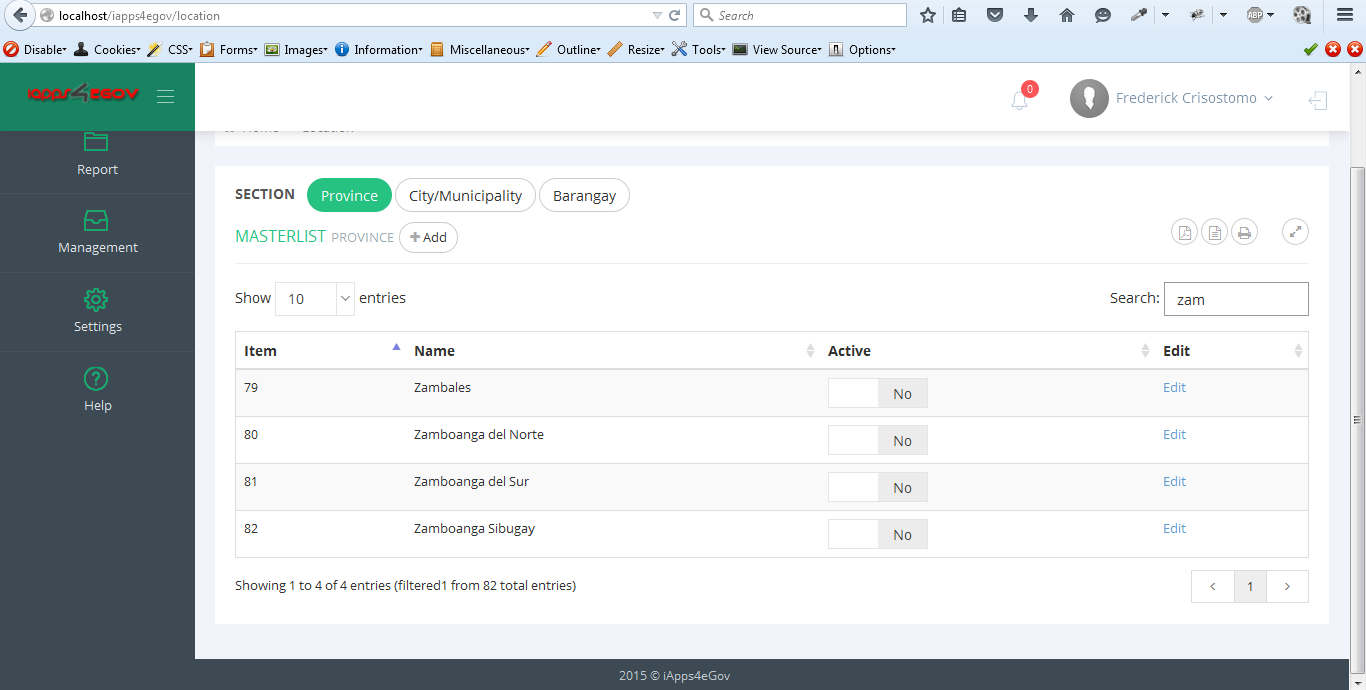 localhost/iapps4egov/location
Search
ABP
Disable Cookies CSS Forms Images Information Miscellaneous Outline Resize Tools View Source Options
iapps4EGOV
0
Frederick Crisostomo
Home Location
Report
Management
Settings
Help
SECTION Province City/Municipality Barangay
MASTERLIST PROVINCE + Add
Show 10 entries
Search: zam
Item Name Active Edit
79 Zambales No Edit
80 Zamboanga del Norte No Edit
81 Zamboanga del Sur No Edit
82 Zamboanga Sibugay No Edit
Showing 1 to 4 of 4 entries (filtered1 from 82 total entries)
< 1 >
2015 © iApps4eGov